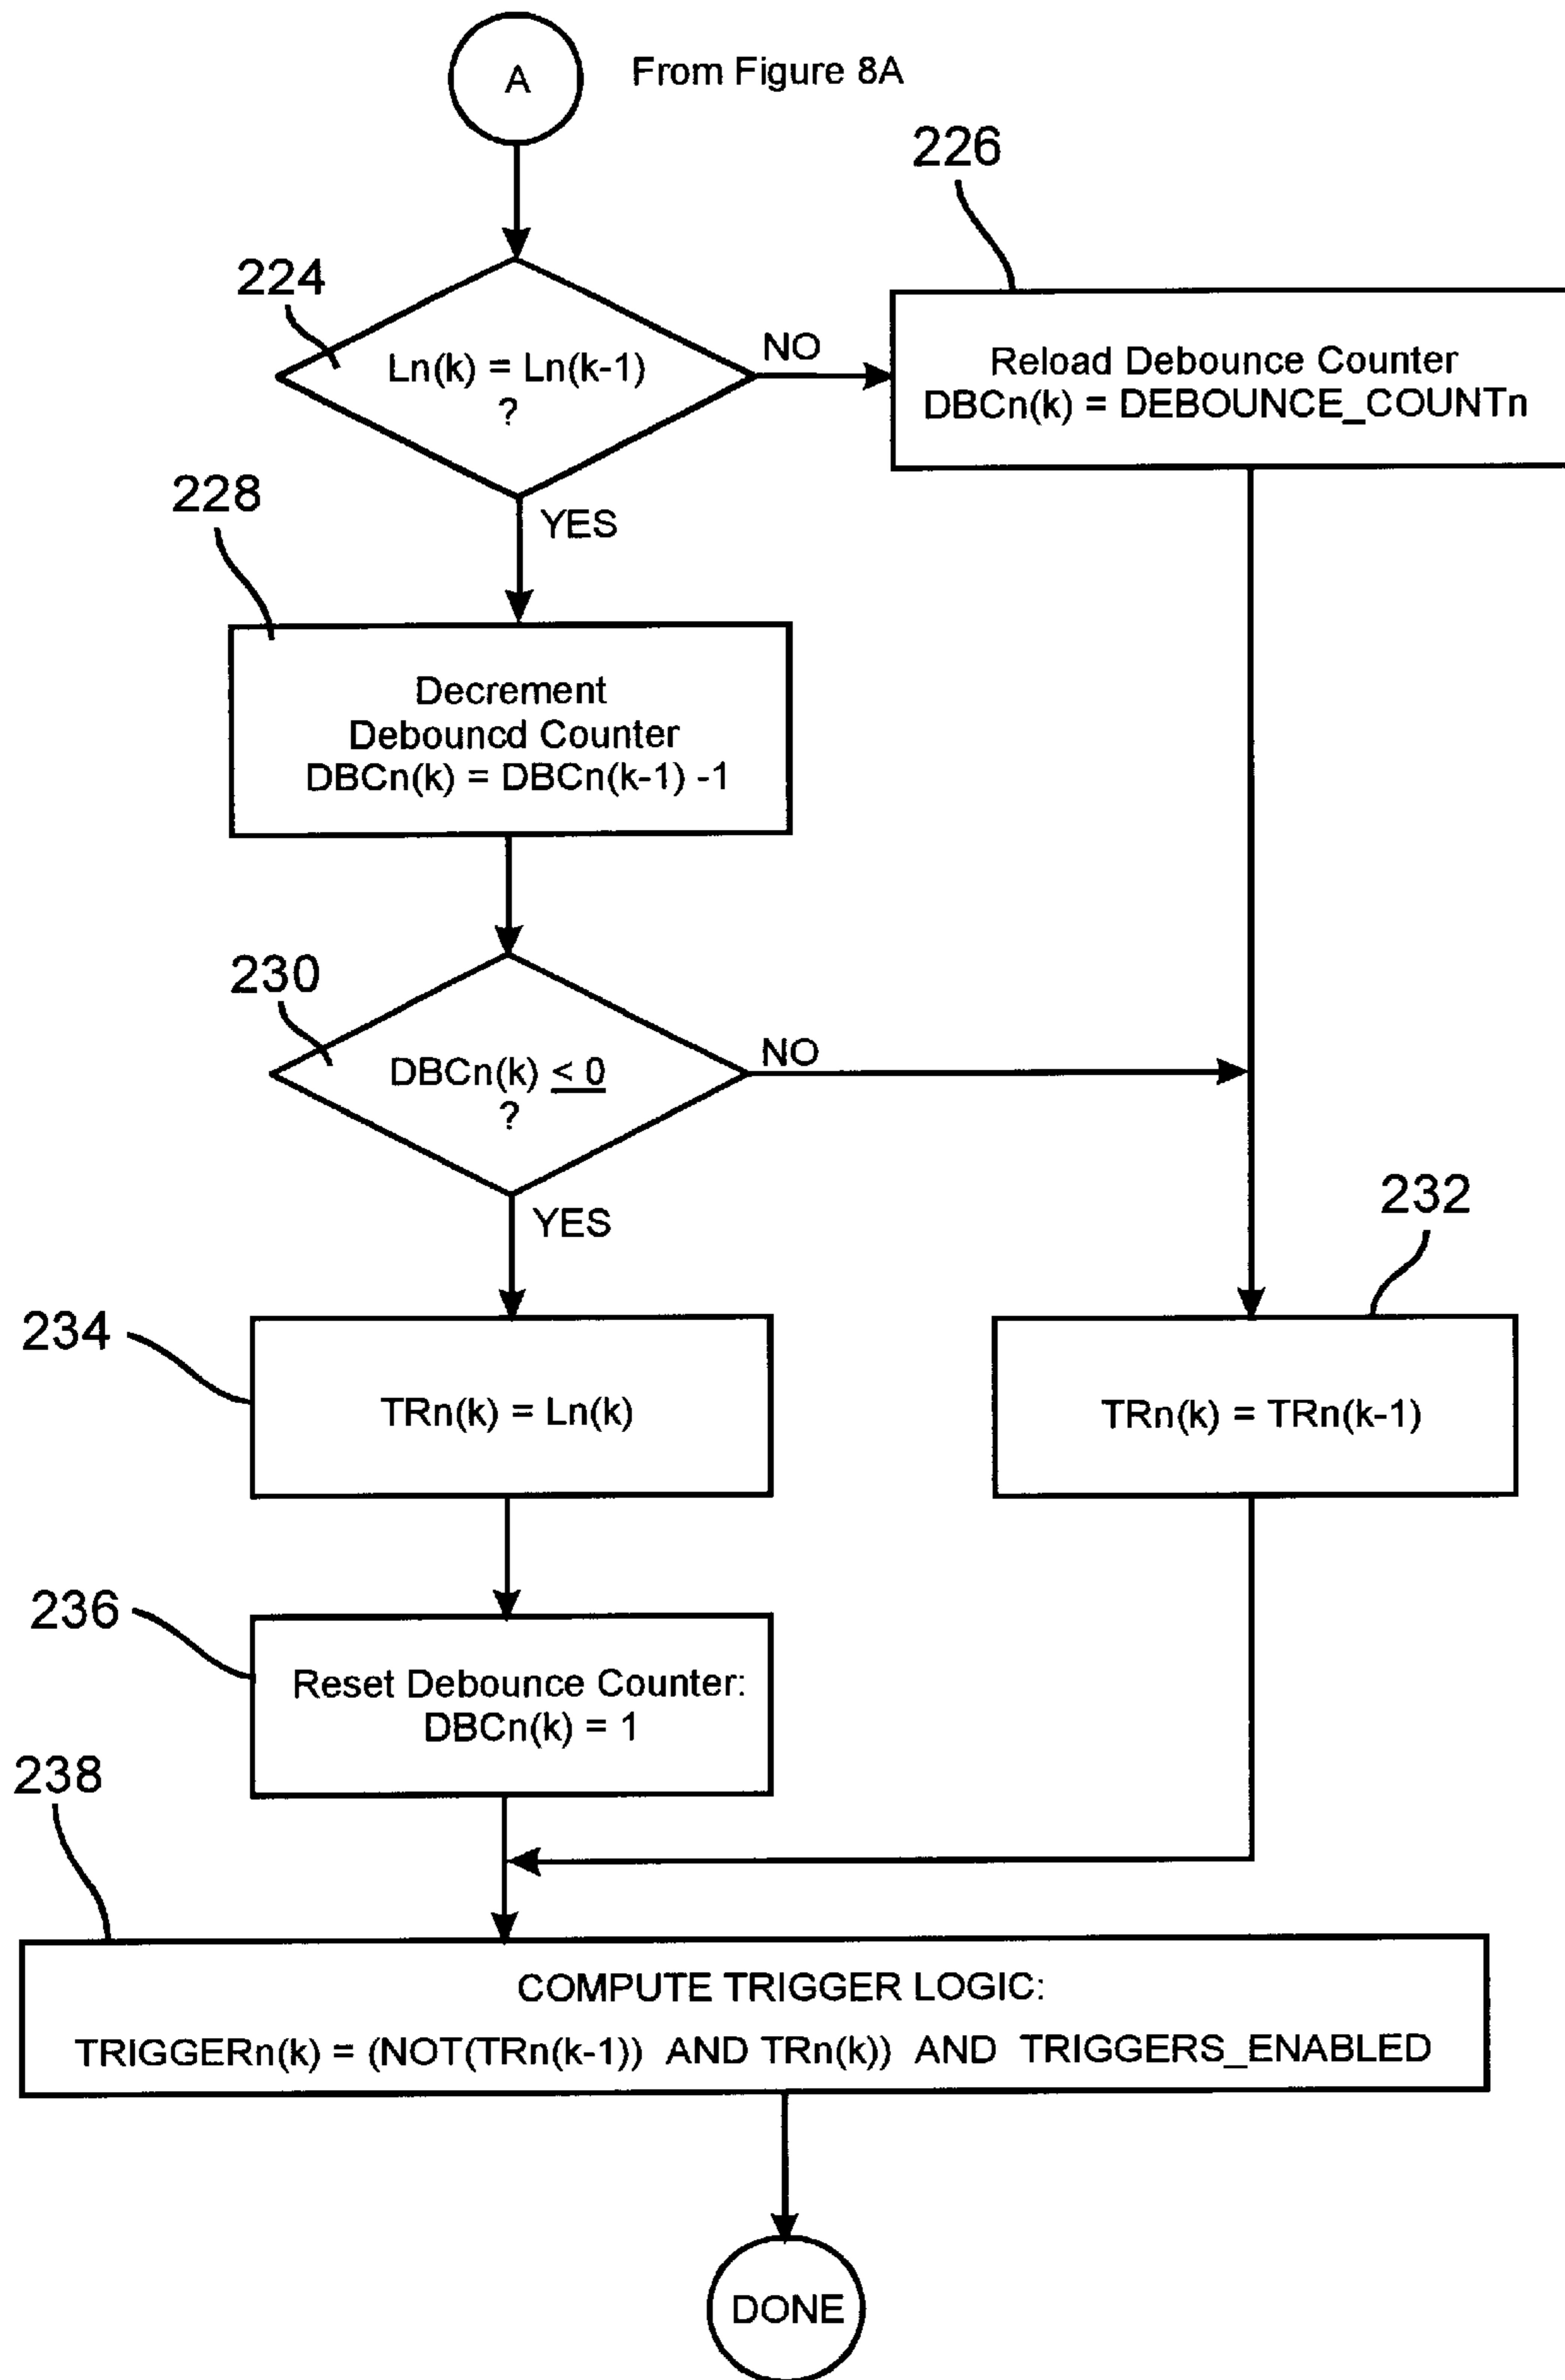 A
From Figure 8A
226
224
Ln(k) = Ln(k-1)
?
NO
Reload Debounce Counter
DBCn(k) = DEBOUNCE_COUNTn
228
YES
Decrement
Debouncd Counter
DBCn(k) = DBCn(k-1) -1
230
DBCn(k) < 0
?
NO
YES
232
234
TRn(k) = Ln(k)
TRn(k) = TRn(k-1)
236
Reset Debounce Counter:
DBCn(k) = 1
238
COMPUTE TRIGGER LOGIC:
TRIGGERn(k) = (NOT(TRn(k-1)) AND TRn(k)) AND TRIGGERS_ENABLED
DONE